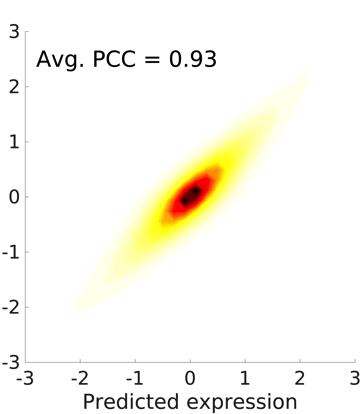 3
Avg. PCC = 0.93
2
1
0
-1
-2
-3
-3 -2 -1 0 1 2 3
Predicted expression